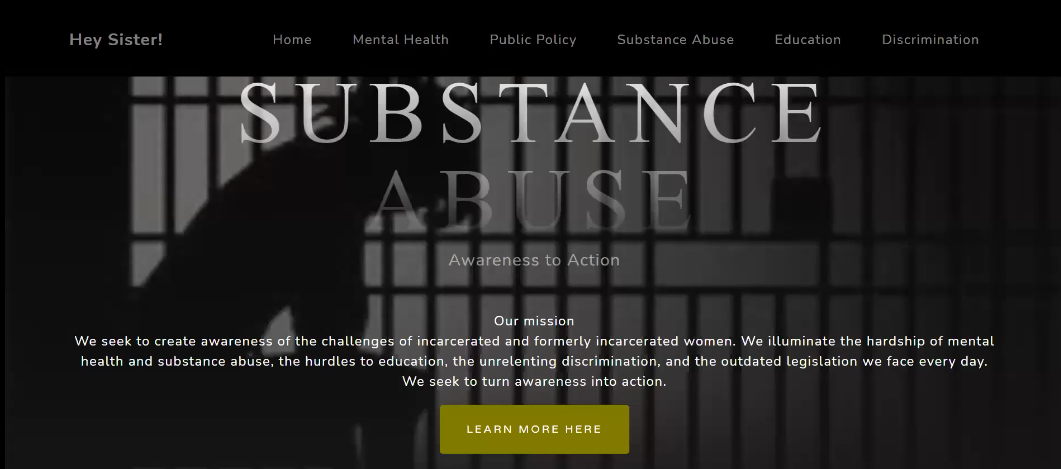 Hey Sister!
Home Mental Health Public Policy Substance Abuse Education Discrimination
SUBSTANCE
ABUSE
Awareness to Action
Our mission
We seek to create awareness of the challenges of incarcerated and formerly incarcerated women. We illuminate the hardship of mental
health and substance abuse, the hurdles to education, the unrelenting discrimination, and the outdated legislation we face every day.
We seek to turn awareness into action.
LEARN MORE HERE